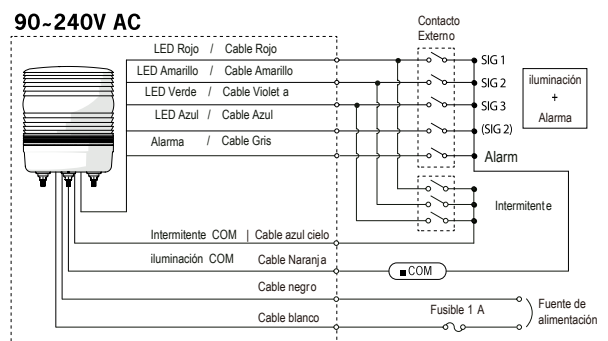 90~240V AC
Contacto
Externo
LED Rojo / Cable Rojo
SIG 1
LED Amarillo / Cable Amarillo
SIG 2
LED Verde / Cable Violet a
SIG 3
LED Azul / Cable Azul
(SIG 2)
Alarma / Cable Gris
Alarm
iluminación
+
Alarma
Intermitente
Intermitente COM | Cable azul cielo
iluminación COM Cable Naranja
■COM
Cable negro
Fusible 1 A
Fuente de
alimentación
Cable blanco